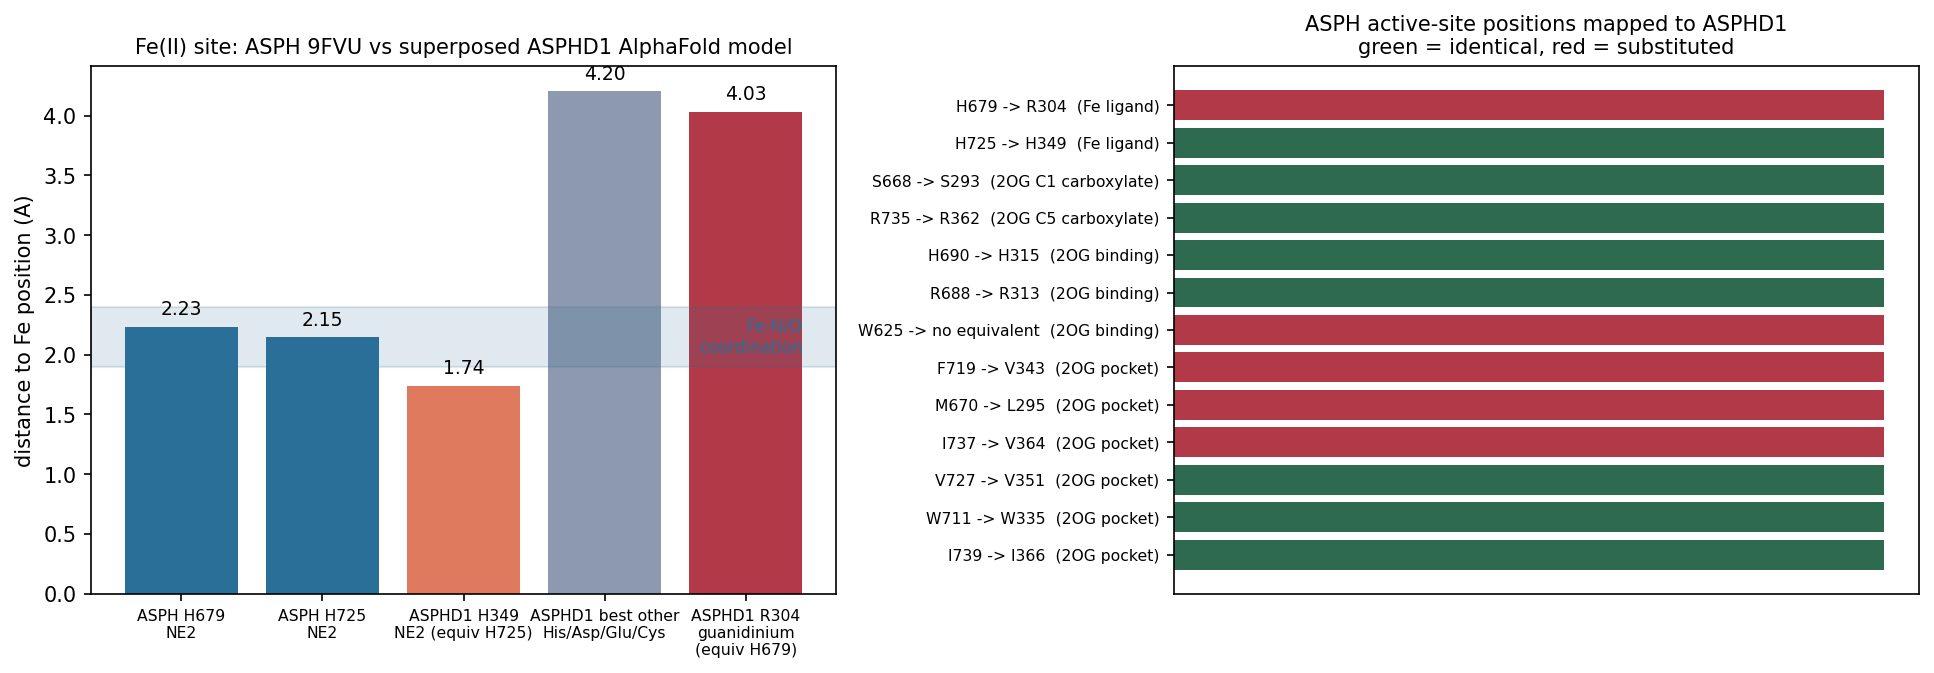 Fe(II) site: ASPH 9FVU vs superposed ASPHD1 AlphaFold model
distance to Fe position (A)
4.0
3.5
3.0
2.5
2.0
1.5
1.0
0.5
0.0
2.23
2.15
1.74
4.20
4.03
Fe-N/O
coordination
ASPH H679
NE2
ASPH H725
NE2
ASPHD1 H349
NE2 (equiv H725)
ASPHD1 best other
His/Asp/Glu/Cys
ASPHD1 R304
guanidinium
(equiv H679)
ASPH active-site positions mapped to ASPHD1
green = identical, red = substituted
H679 -> R304 (Fe ligand)
H725 -> H349 (Fe ligand)
S668 -> S293 (2OG C1 carboxylate)
R735 -> R362 (2OG C5 carboxylate)
H690 -> H315 (2OG binding)
R688 -> R313 (2OG binding)
W625 -> no equivalent (2OG binding)
F719 -> V343 (2OG pocket)
M670 -> L295 (2OG pocket)
I737 -> V364 (2OG pocket)
V727 -> V351 (2OG pocket)
W711 -> W335 (2OG pocket)
I739 -> I366 (2OG pocket)